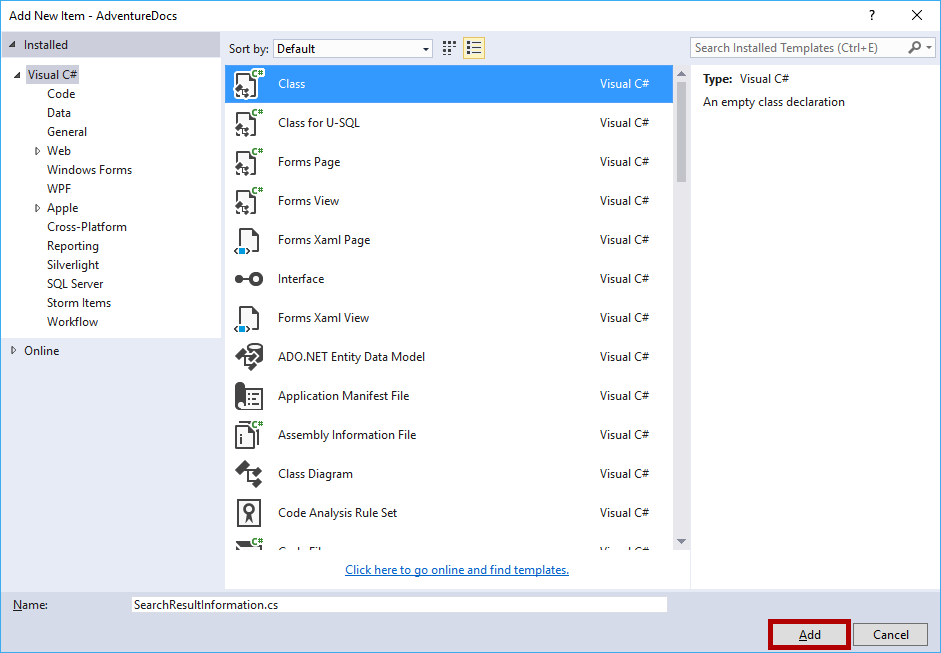 Add New Item - AdventureDocs
?
Installed
Visual C#
Code
Data
General
Web
Windows Forms
WPF
Apple
Cross-Platform
Reporting
Silverlight
SQL Server
Storm Items
Workflow
Online
Sort by: Default
Search Installed Templates (Ctrl+E)
C# Class Visual C#
C# Class for U-SQL Visual C#
C# Forms Page Visual C#
C# Forms View Visual C#
Forms Xaml Page Visual C#
Interface Visual C#
Forms Xaml View Visual C#
ADO.NET Entity Data Model Visual C#
Application Manifest File Visual C#
C# Assembly Information File Visual C#
Class Diagram Visual C#
Code Analysis Rule Set Visual C#
Click here to go online and find templates.
Type: Visual C#
An empty class declaration
Name: SearchResultInformation.cs
Add Cancel